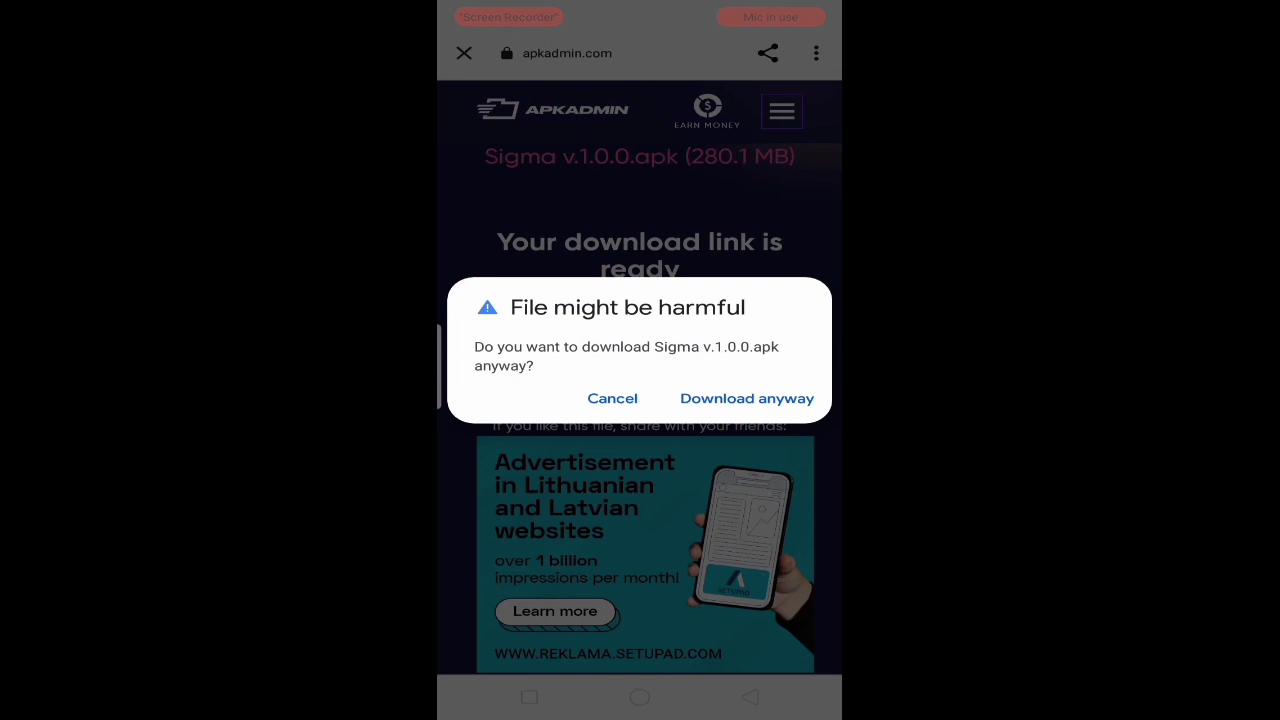 "Screen Recorder"
Mic in use
apkadmin.com
APKADMIN
EARN MONEY
Sigma v.1.0.0.apk (280.1 MB)
Your download link is
ready
File might be harmful
Do you want to download Sigma v.1.0.0.apk
anyway?
Cancel
Download anyway
If you like this file, share with your friends:
Advertisement
in Lithuanian
and Latvian
websites
over 1 billion
impressions per month!
SETUPAD
Learn more
WWW.REKLAMA.SETUPAD.COM